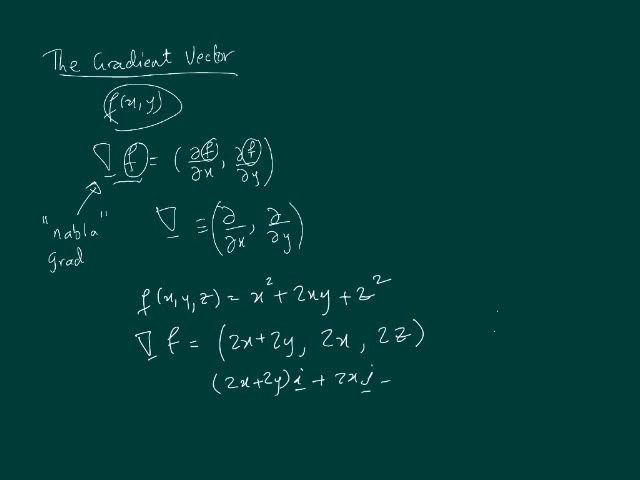 The Gradient Vector
f(x,y)
∇ f = (∂f/∂x, ∂f/∂y)
"nabla"
grad
∇ ≡ (∂/∂x, ∂/∂y)
f(x,y,z) = x² + 2xy + z²
∇ f = (2x+2y, 2x, 2z)
(2x+2y)i + 2xj -